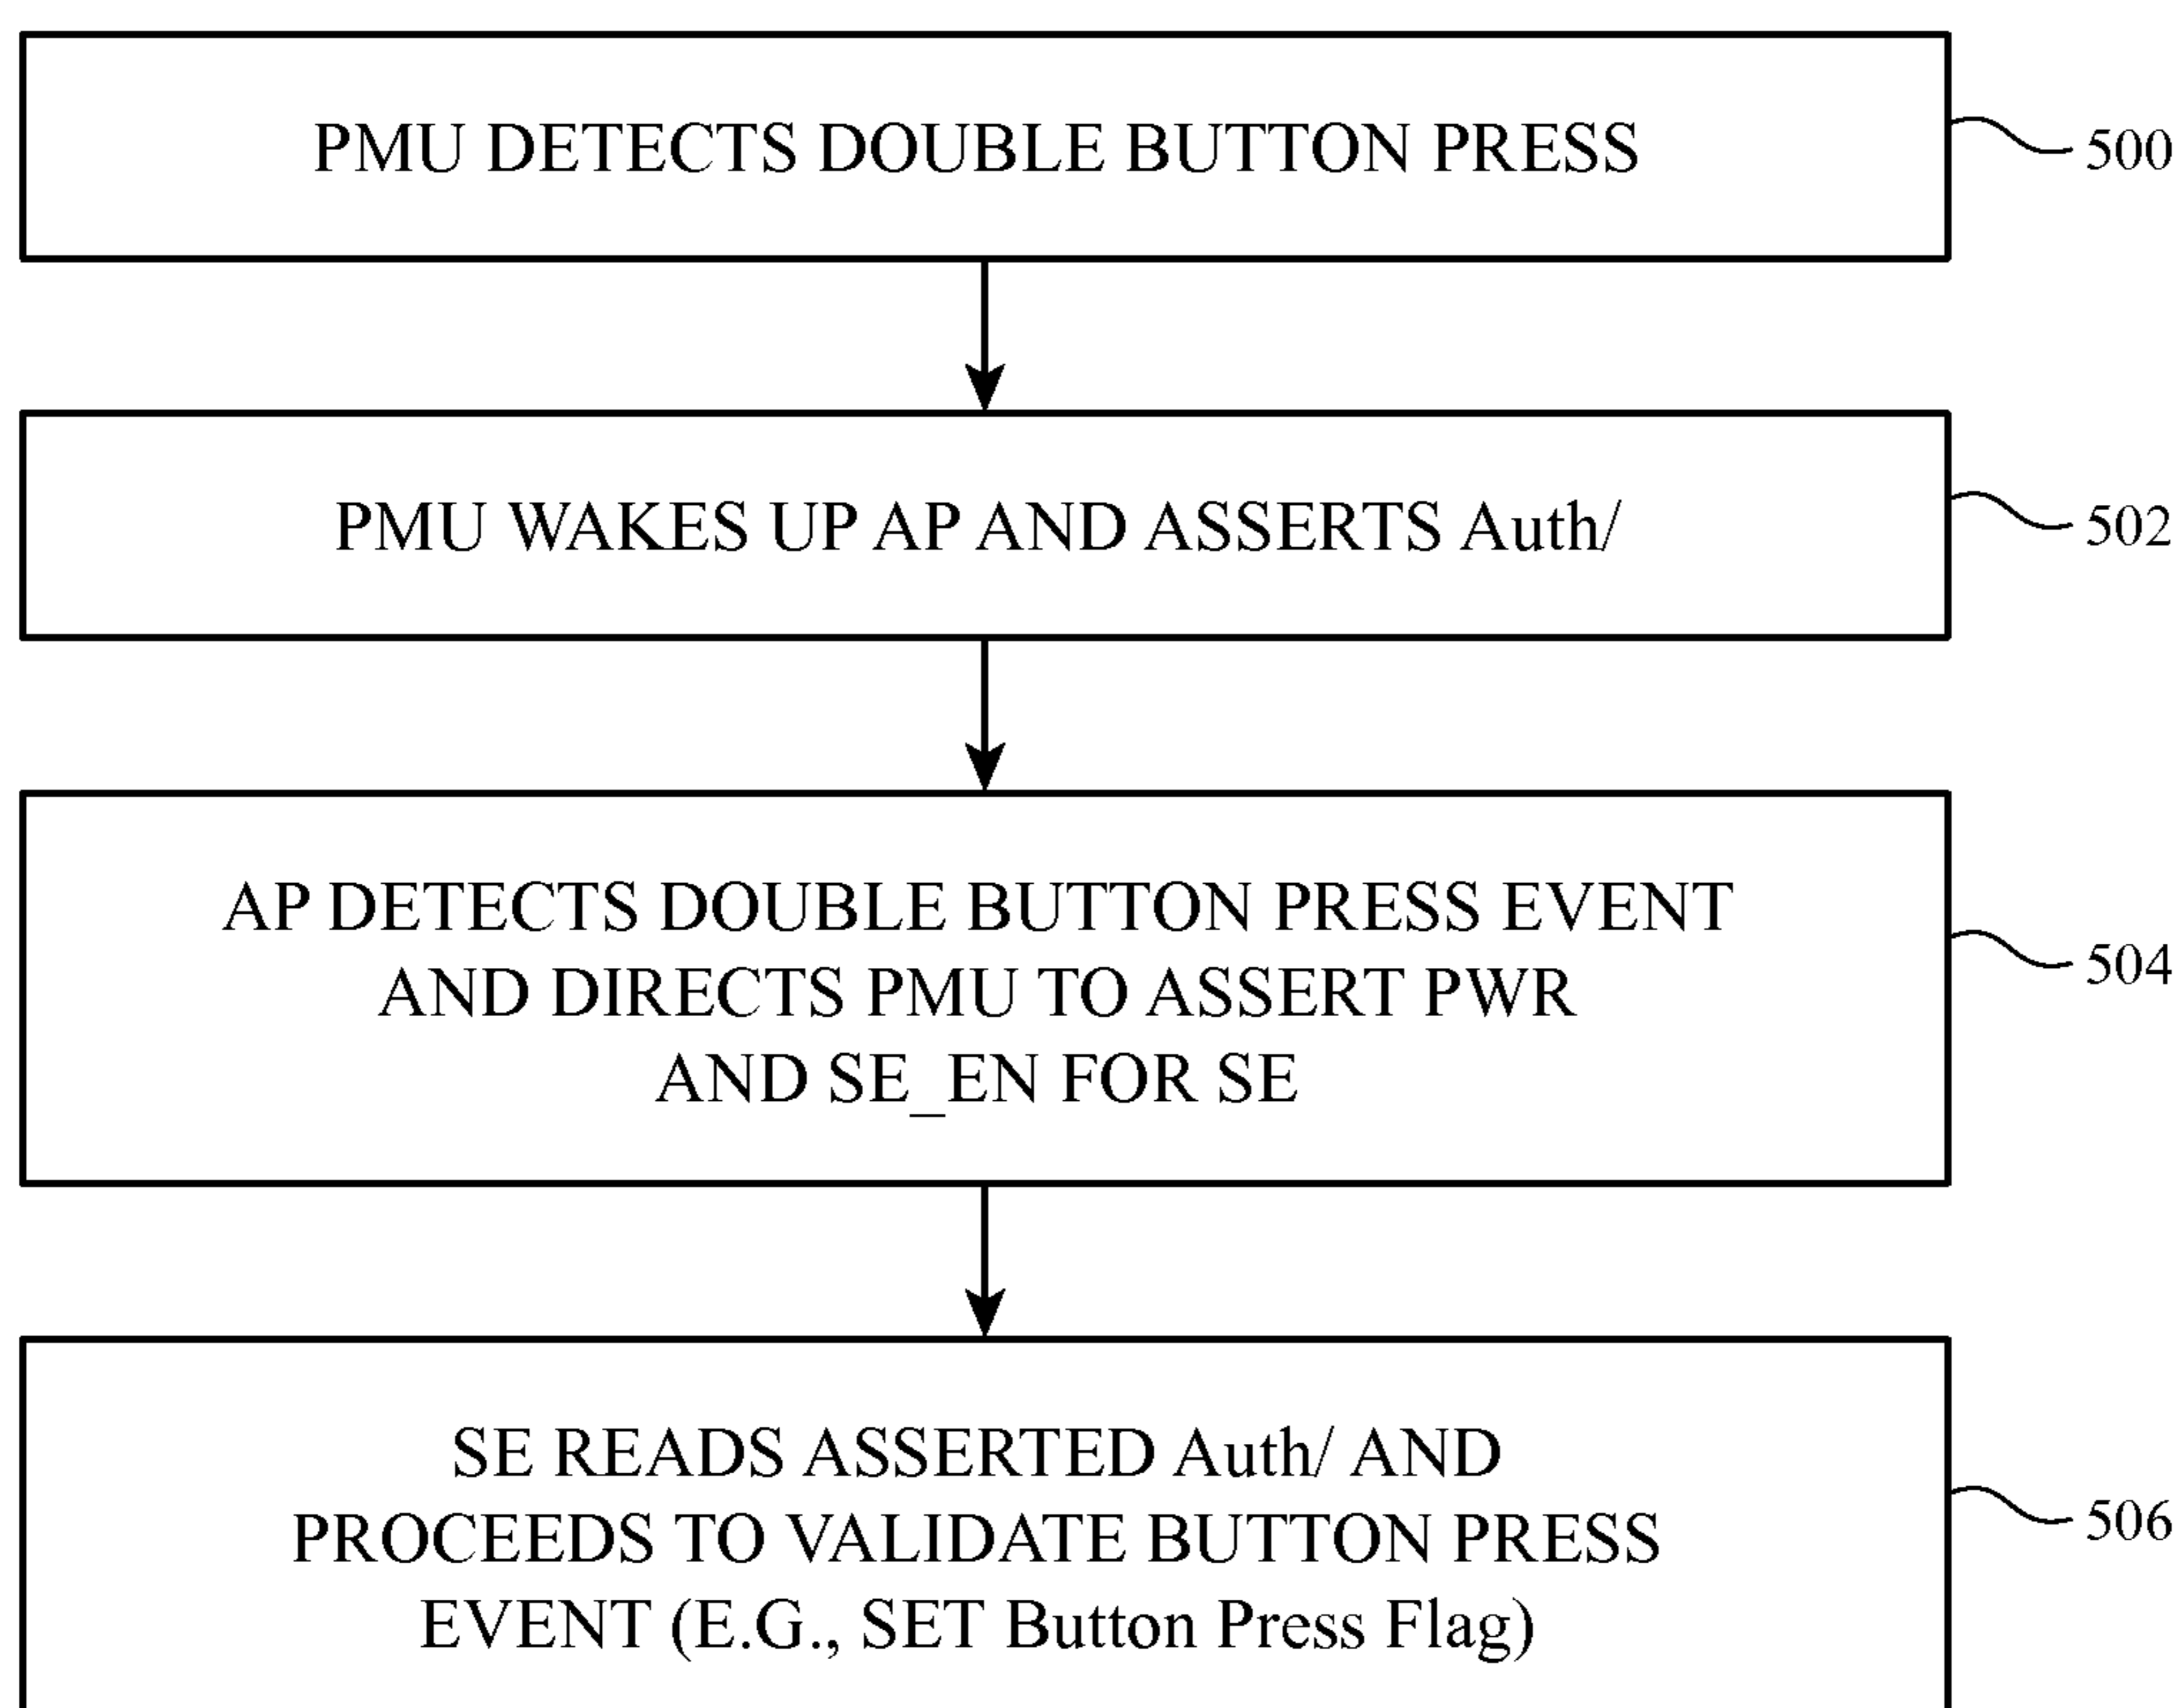 PMU DETECTS DOUBLE BUTTON PRESS
500
PMU WAKES UP AP AND ASSERTS Auth/
502
AP DETECTS DOUBLE BUTTON PRESS EVENT
AND DIRECTS PMU TO ASSERT PWR
AND SE_EN FOR SE
504
SE READS ASSERTED Auth/ AND
PROCEEDS TO VALIDATE BUTTON PRESS
EVENT (E.G., SET Button Press Flag)
506